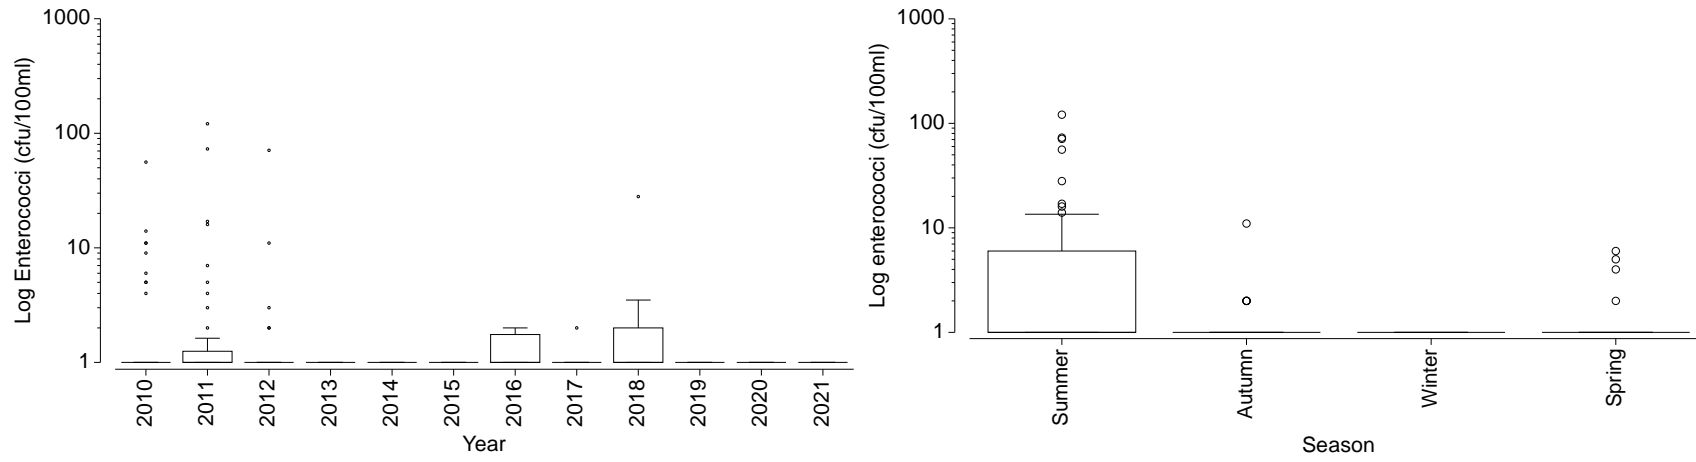 Log Enterococci (cfu/100ml)
1000
100
10
1
2010
2011
2012
2013
2014
2015
2016
2017
2018
2019
2020
2021
Year
Log enterococci (cfu/100ml)
1000
100
10
1
Summer
Autumn
Winter
Spring
Season